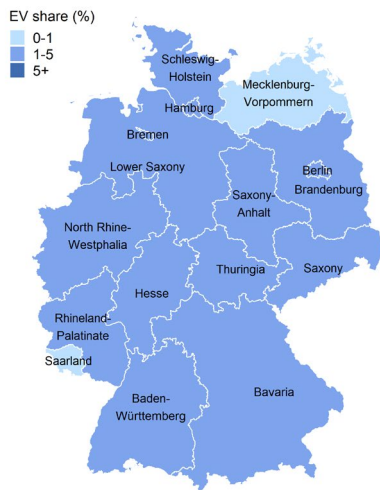 EV share (%)
0-1
1-5
5+
Schleswig-
Holstein
Mecklenburg-
Vorpommern
Hamburg
Bremen
Lower Saxony
Berlin
Brandenburg
Saxony-
Anhalt
North Rhine-
Westphalia
Thuringia
Saxony
Hesse
Rhineland-
Palatinate
Saarland
Baden-
Württemberg
Bavaria